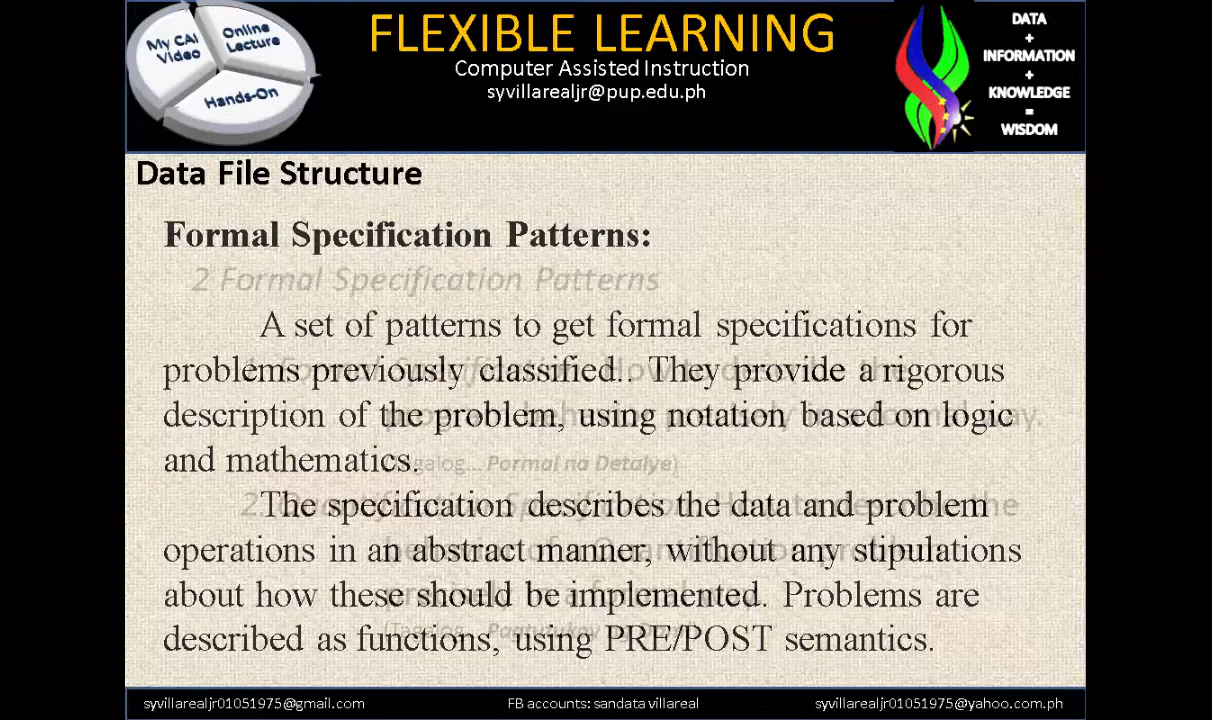 My CAI
Video
Online
Lecture
Hands-On
FLEXIBLE LEARNING
Computer Assisted Instruction
syvillarealjr@pup.edu.ph
DATA
+
INFORMATION
+
KNOWLEDGE
=
WISDOM
Data File Structure
Formal Specification Patterns:
2 Formal Specification Patterns
A set of patterns to get formal specifications for
problems previously classified.. They provide a rigorous
description of the problem, using notation based on logic
and mathematics.
Pormal na Detalye)
The specification describes the data and problem
operations in an abstract manner, without any stipulations
about how these should be implemented. Problems are
described as functions, using PRE/POST semantics.
syvillarealjr01051975@gmail.com
FB accounts: sandata villareal
syvillarealjr01051975@yahoo.com.ph